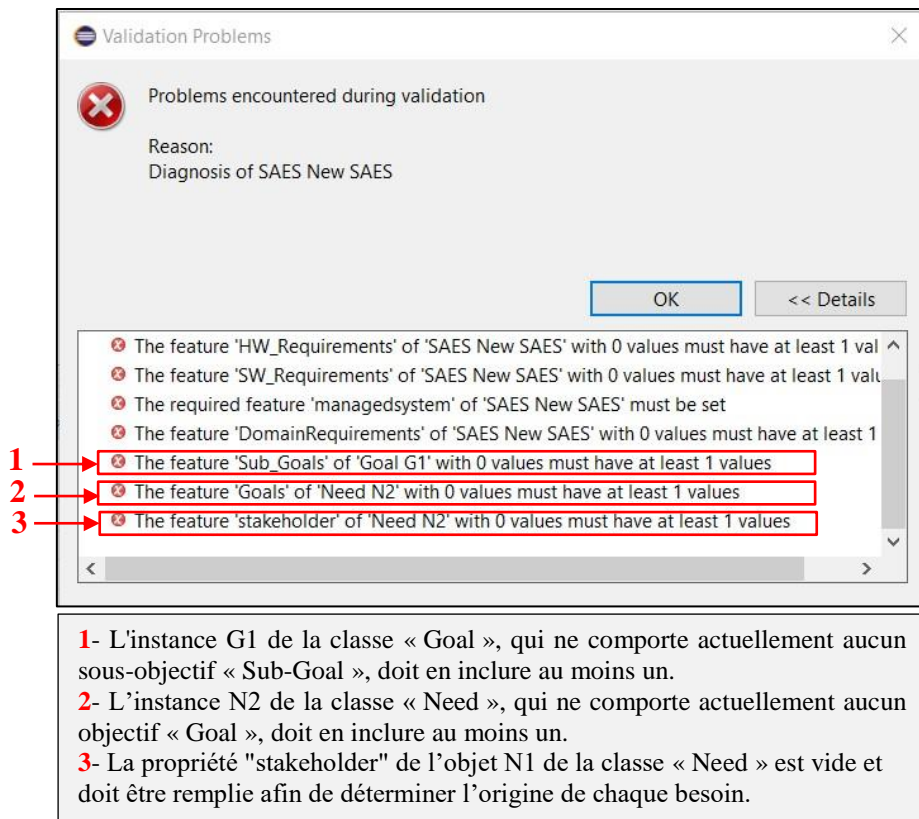 Validation Problems
Problems encountered during validation
Reason:
Diagnosis of SAES New SAES
OK
<< Details
The feature 'HW_Requirements' of 'SAES New SAES' with 0 values must have at least 1 val
The feature 'SW_Requirements' of 'SAES New SAES' with 0 values must have at least 1 valu
The required feature 'managedsystem' of 'SAES New SAES' must be set
The feature 'DomainRequirements' of 'SAES New SAES' with 0 values must have at least 1
1 The feature 'Sub_Goals' of 'Goal G1' with 0 values must have at least 1 values
2 The feature 'Goals' of 'Need N2' with 0 values must have at least 1 values
3 The feature 'stakeholder' of 'Need N2' with 0 values must have at least 1 values
1- L'instance G1 de la classe « Goal », qui ne comporte actuellement aucun
sous-objectif « Sub-Goal », doit en inclure au moins un.
2- L’instance N2 de la classe « Need », qui ne comporte actuellement aucun
objectif « Goal », doit en inclure au moins un.
3- La propriété "stakeholder" de l’objet N1 de la classe « Need » est vide et
doit être remplie afin de déterminer l’origine de chaque besoin.